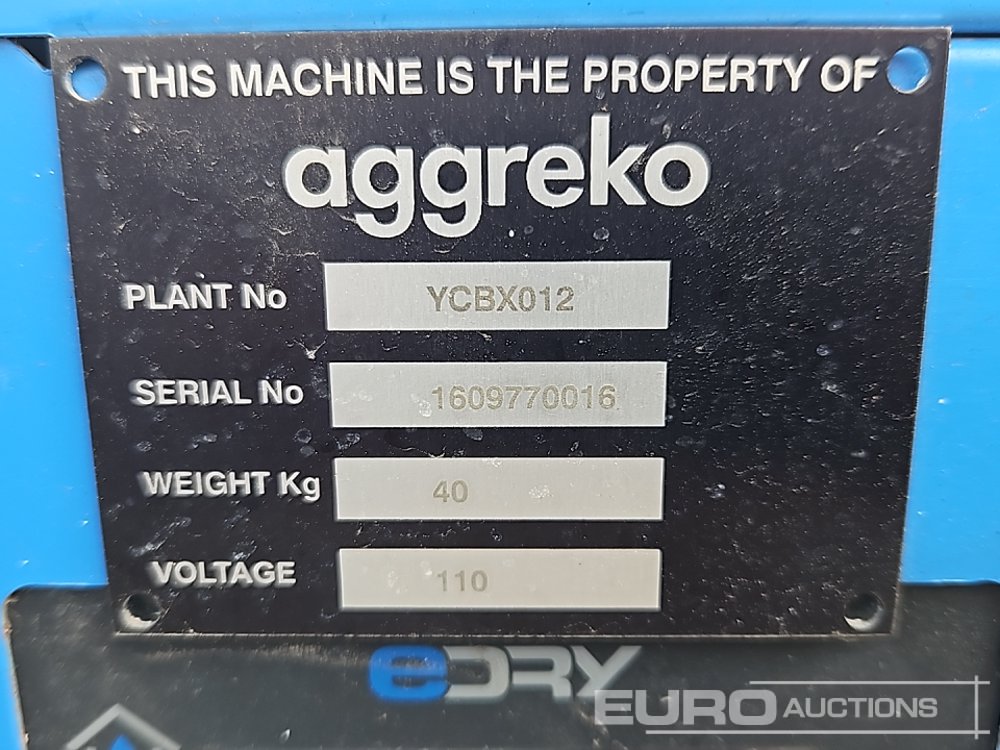 THIS MACHINE IS THE PROPERTY OF
aggreko
PLANT No YCBX012
SERIAL No 1609770016
WEIGHT Kg 40
VOLTAGE 110
eDRY
EURO AUCTIONS